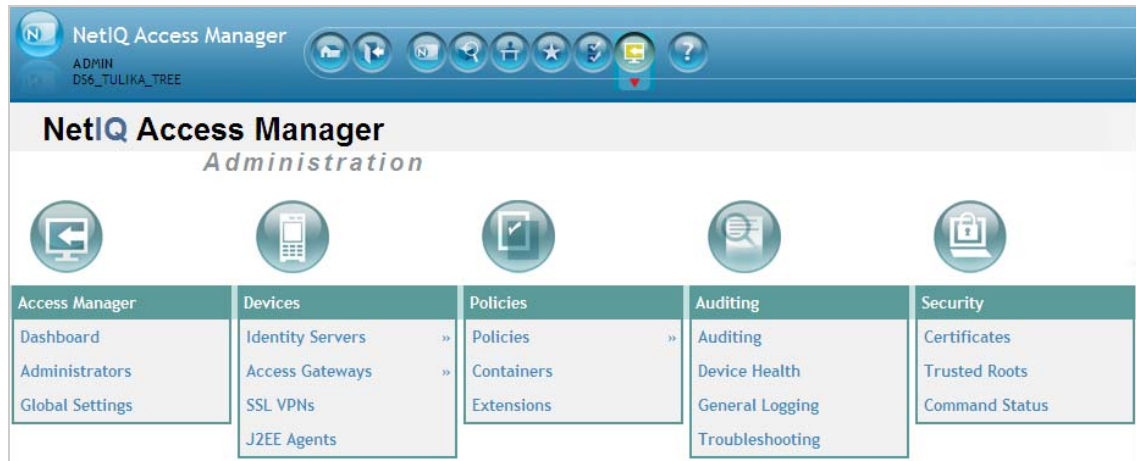 NetIQ Access Manager
ADMIN
DS6_TULIKA_TREE
?
NetIQ Access Manager
Administration
Access Manager
Dashboard
Administrators
Global Settings
Devices
Identity Servers »
Access Gateways »
SSL VPNs
J2EE Agents
Policies
Policies »
Containers
Extensions
Auditing
Auditing
Device Health
General Logging
Troubleshooting
Security
Certificates
Trusted Roots
Command Status